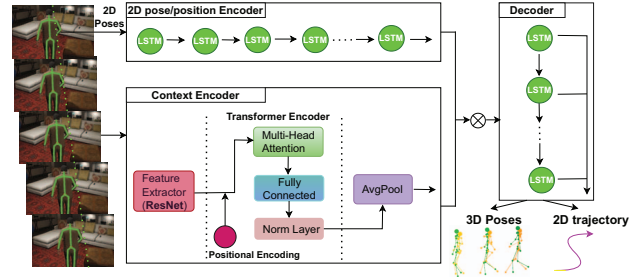 2D
Poses
2D pose/position Encoder
LSTM
LSTM
LSTM
LSTM
LSTM
Decoder
LSTM
LSTM
LSTM
Context Encoder
Transformer Encoder
Multi-Head
Attention
Feature
Extractor
(ResNet)
Fully
Connected
AvgPool
Norm Layer
Positional Encoding
3D Poses
2D trajectory